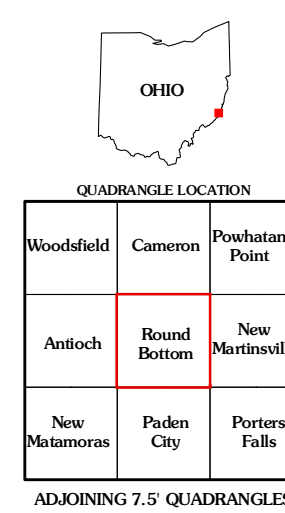 OHIO
QUADRANGLE LOCATION
Woodsfield
Cameron
Powhatan
Point
Antioch
Round
Bottom
New
Martinsvil
New
Matamoras
Paden
City
Porters
Falls
ADJOINING 7.5' QUADRANGLES